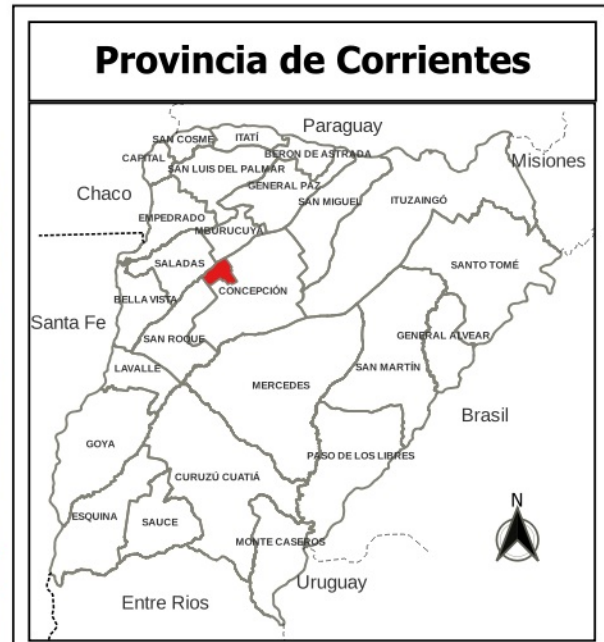 Provincia de Corrientes
Paraguay
SAN COSME
ITATÍ
CAPITAL
SAN LUIS DEL PALMAR
BERON DE ASTRADA
Misiones
GENERAL PAZ
Chaco
SAN MIGUEL
ITUZAINGÓ
EMPEDRADO
MBURUCUYA
SALADAS
SANTO TOMÉ
CONCEPCIÓN
BELLA VISTA
Santa Fe
SAN ROQUE
GENERAL ALVEAR
LAVALLE
SAN MARTÍN
MERCEDES
Brasil
GOYA
PASO DE LOS LIBRES
CURUZÚ CUATIÁ
N
ESQUINA
SAUCE
MONTE CASEROS
Uruguay
Entre Rios